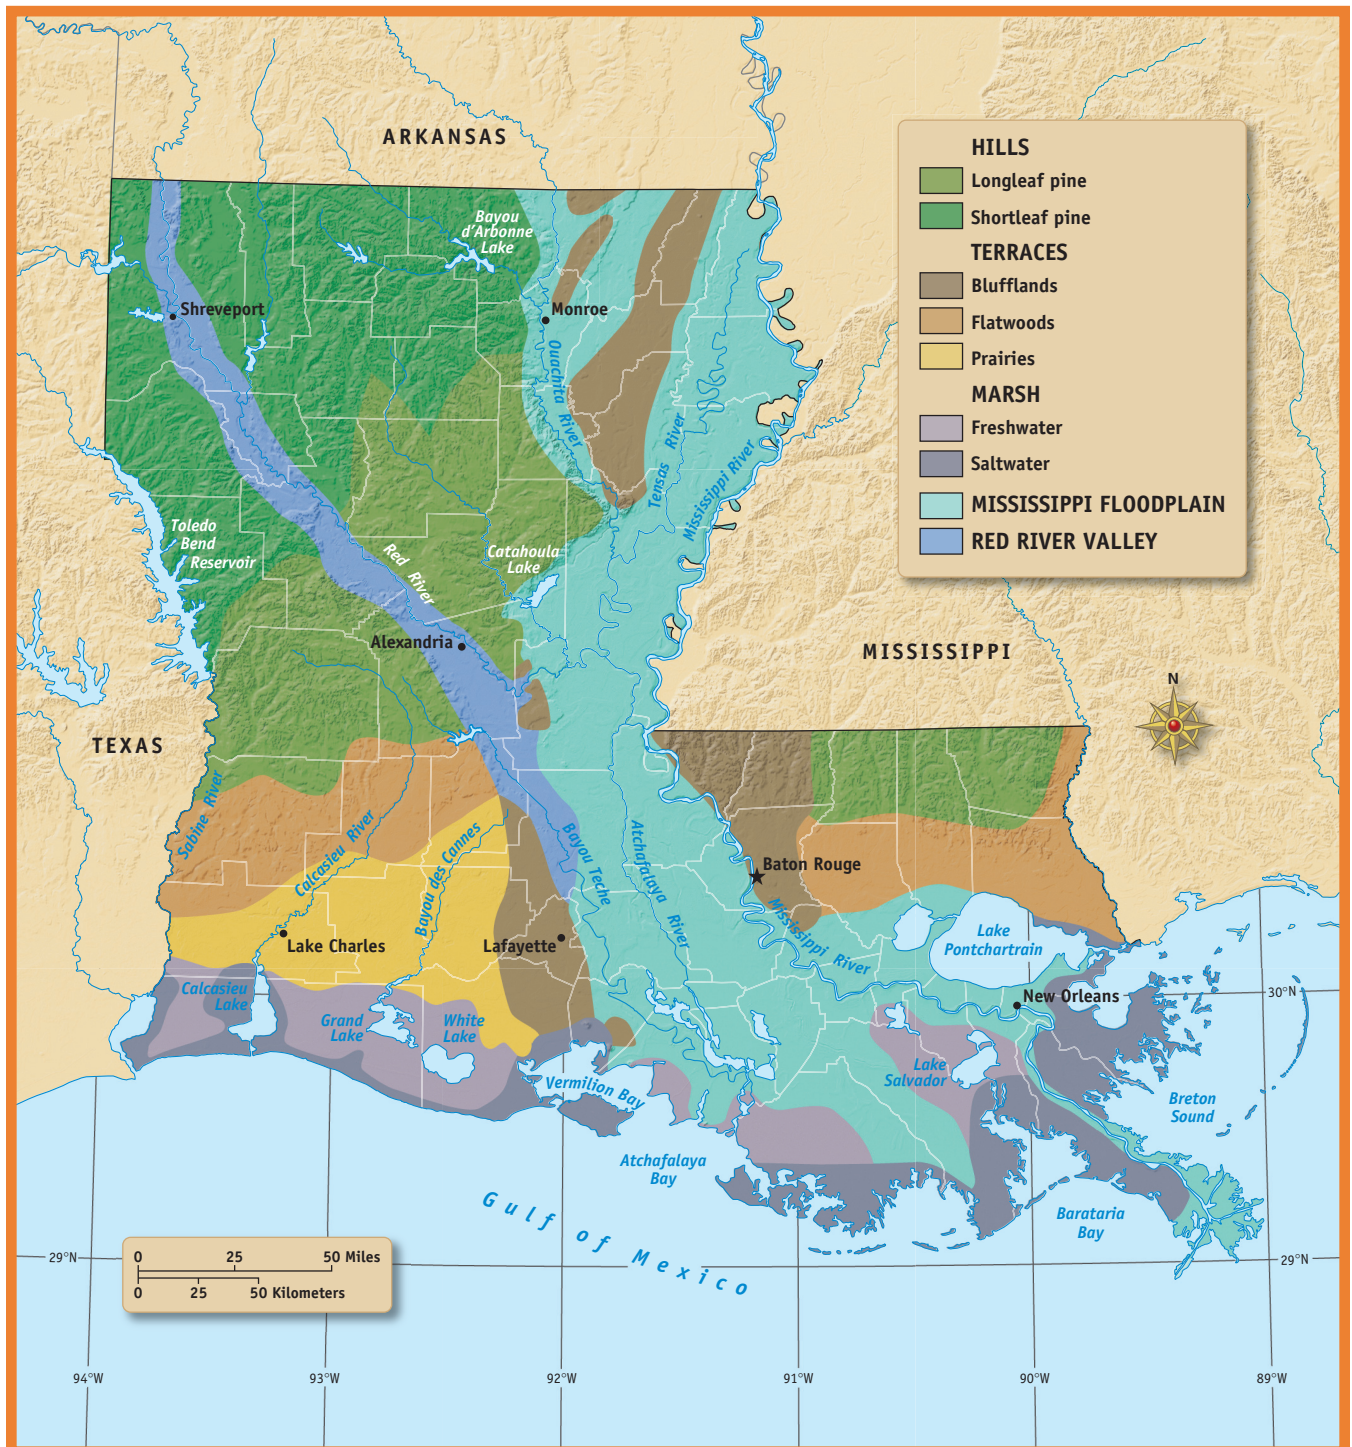 ARKANSAS
HILLS
Longleaf pine
Shortleaf pine
TERRACES
Blufflands
Flatwoods
Prairies
MARSH
Freshwater
Saltwater
MISSISSIPPI FLOODPLAIN
RED RIVER VALLEY
Bayou
d'Arbonne
Lake
Shreveport
Monroe
Ouachita River
Tensas River
Mississippi River
Toledo
Bend
Reservoir
Red River
Catahoula
Lake
Alexandria
MISSISSIPPI
N
TEXAS
Sabine River
Calcasieu River
Bayou des Cannes
Bayou Teche
Atchafalaya River
Baton Rouge
Mississippi River
Lake Charles
Lafayette
Lake
Pontchartrain
Calcasieu
Lake
Grand
Lake
White
Lake
New Orleans
30°N
Lake
Salvador
Vermilion Bay
Breton
Sound
Atchafalaya
Bay
Barataria
Bay
Gulf of Mexico
29°N
29°N
0 25 50 Miles
0 25 50 Kilometers
94°W
93°W
92°W
91°W
90°W
89°W